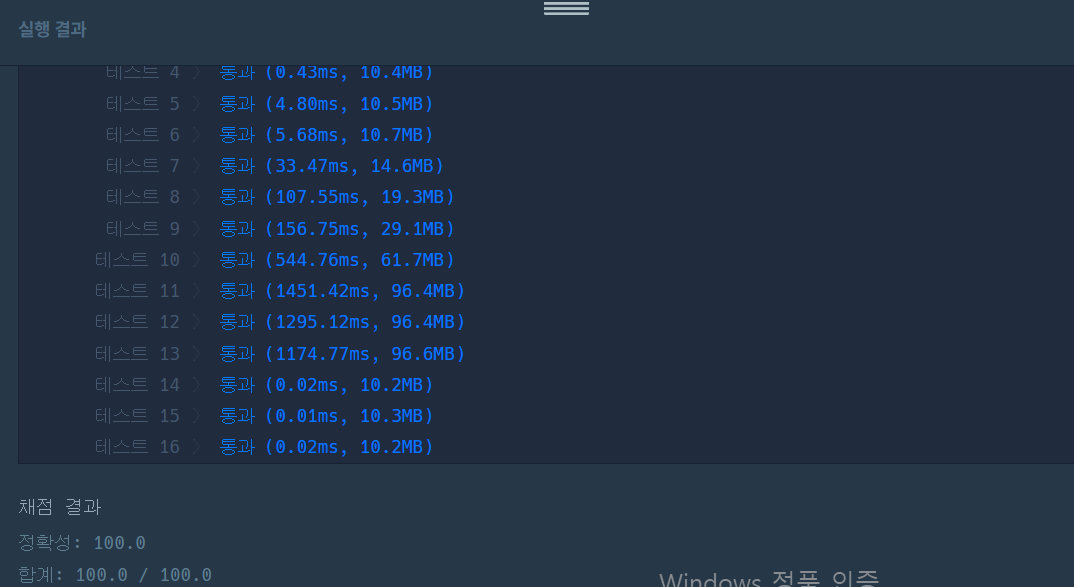 실행 결과
테스트 4 〉 통과 (0.43ms, 10.4MB)
테스트 5 〉 통과 (4.80ms, 10.5MB)
테스트 6 〉 통과 (5.68ms, 10.7MB)
테스트 7 〉 통과 (33.47ms, 14.6MB)
테스트 8 〉 통과 (107.55ms, 19.3MB)
테스트 9 〉 통과 (156.75ms, 29.1MB)
테스트 10 〉 통과 (544.76ms, 61.7MB)
테스트 11 〉 통과 (1451.42ms, 96.4MB)
테스트 12 〉 통과 (1295.12ms, 96.4MB)
테스트 13 〉 통과 (1174.77ms, 96.6MB)
테스트 14 〉 통과 (0.02ms, 10.2MB)
테스트 15 〉 통과 (0.01ms, 10.3MB)
테스트 16 〉 통과 (0.02ms, 10.2MB)
채점 결과
정확성: 100.0
합계: 100.0 / 100.0
Windows 정품 인증